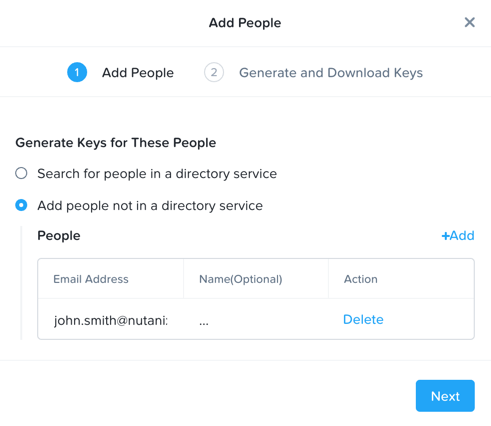 Add People
1 Add People 2 Generate and Download Keys
Generate Keys for These People
Search for people in a directory service
Add people not in a directory service
People +Add
Email Address Name(Optional) Action
john.smith@nutani: ... Delete
Next